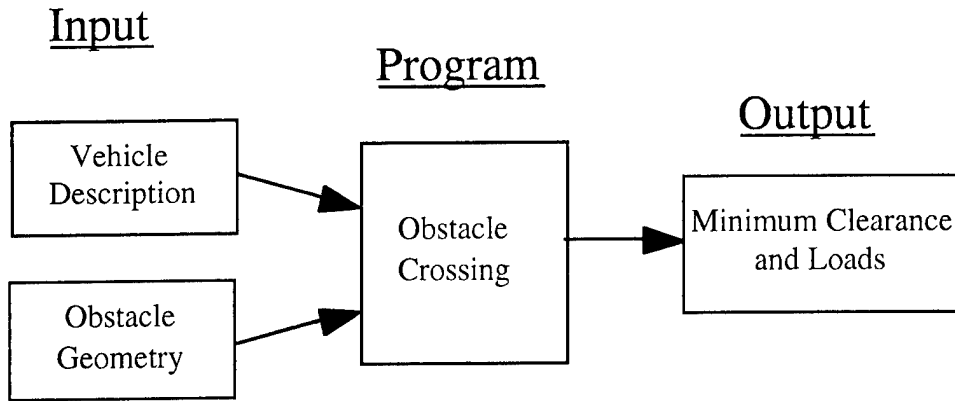 Input
Program
Output
Vehicle
Description
Obstacle
Geometry
Obstacle
Crossing
Minimum Clearance
and Loads